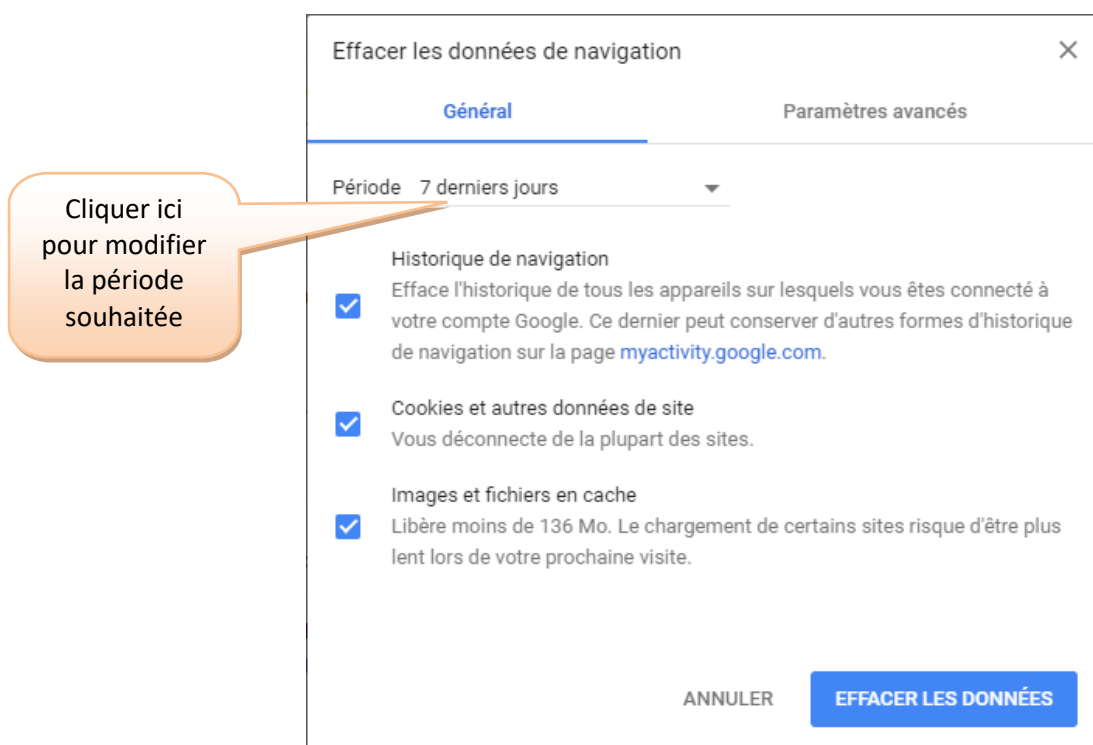 Effacer les données de navigation
Général
Paramètres avancés
Période 7 derniers jours
Cliquer ici
pour modifier
la période
souhaitée
Historique de navigation
Efface l'historique de tous les appareils sur lesquels vous êtes connecté à
votre compte Google. Ce dernier peut conserver d'autres formes d'historique
de navigation sur la page myactivity.google.com.
Cookies et autres données de site
Vous déconnecte de la plupart des sites.
Images et fichiers en cache
Libère moins de 136 Mo. Le chargement de certains sites risque d'être plus
lent lors de votre prochaine visite.
ANNULER
EFFACER LES DONNÉES